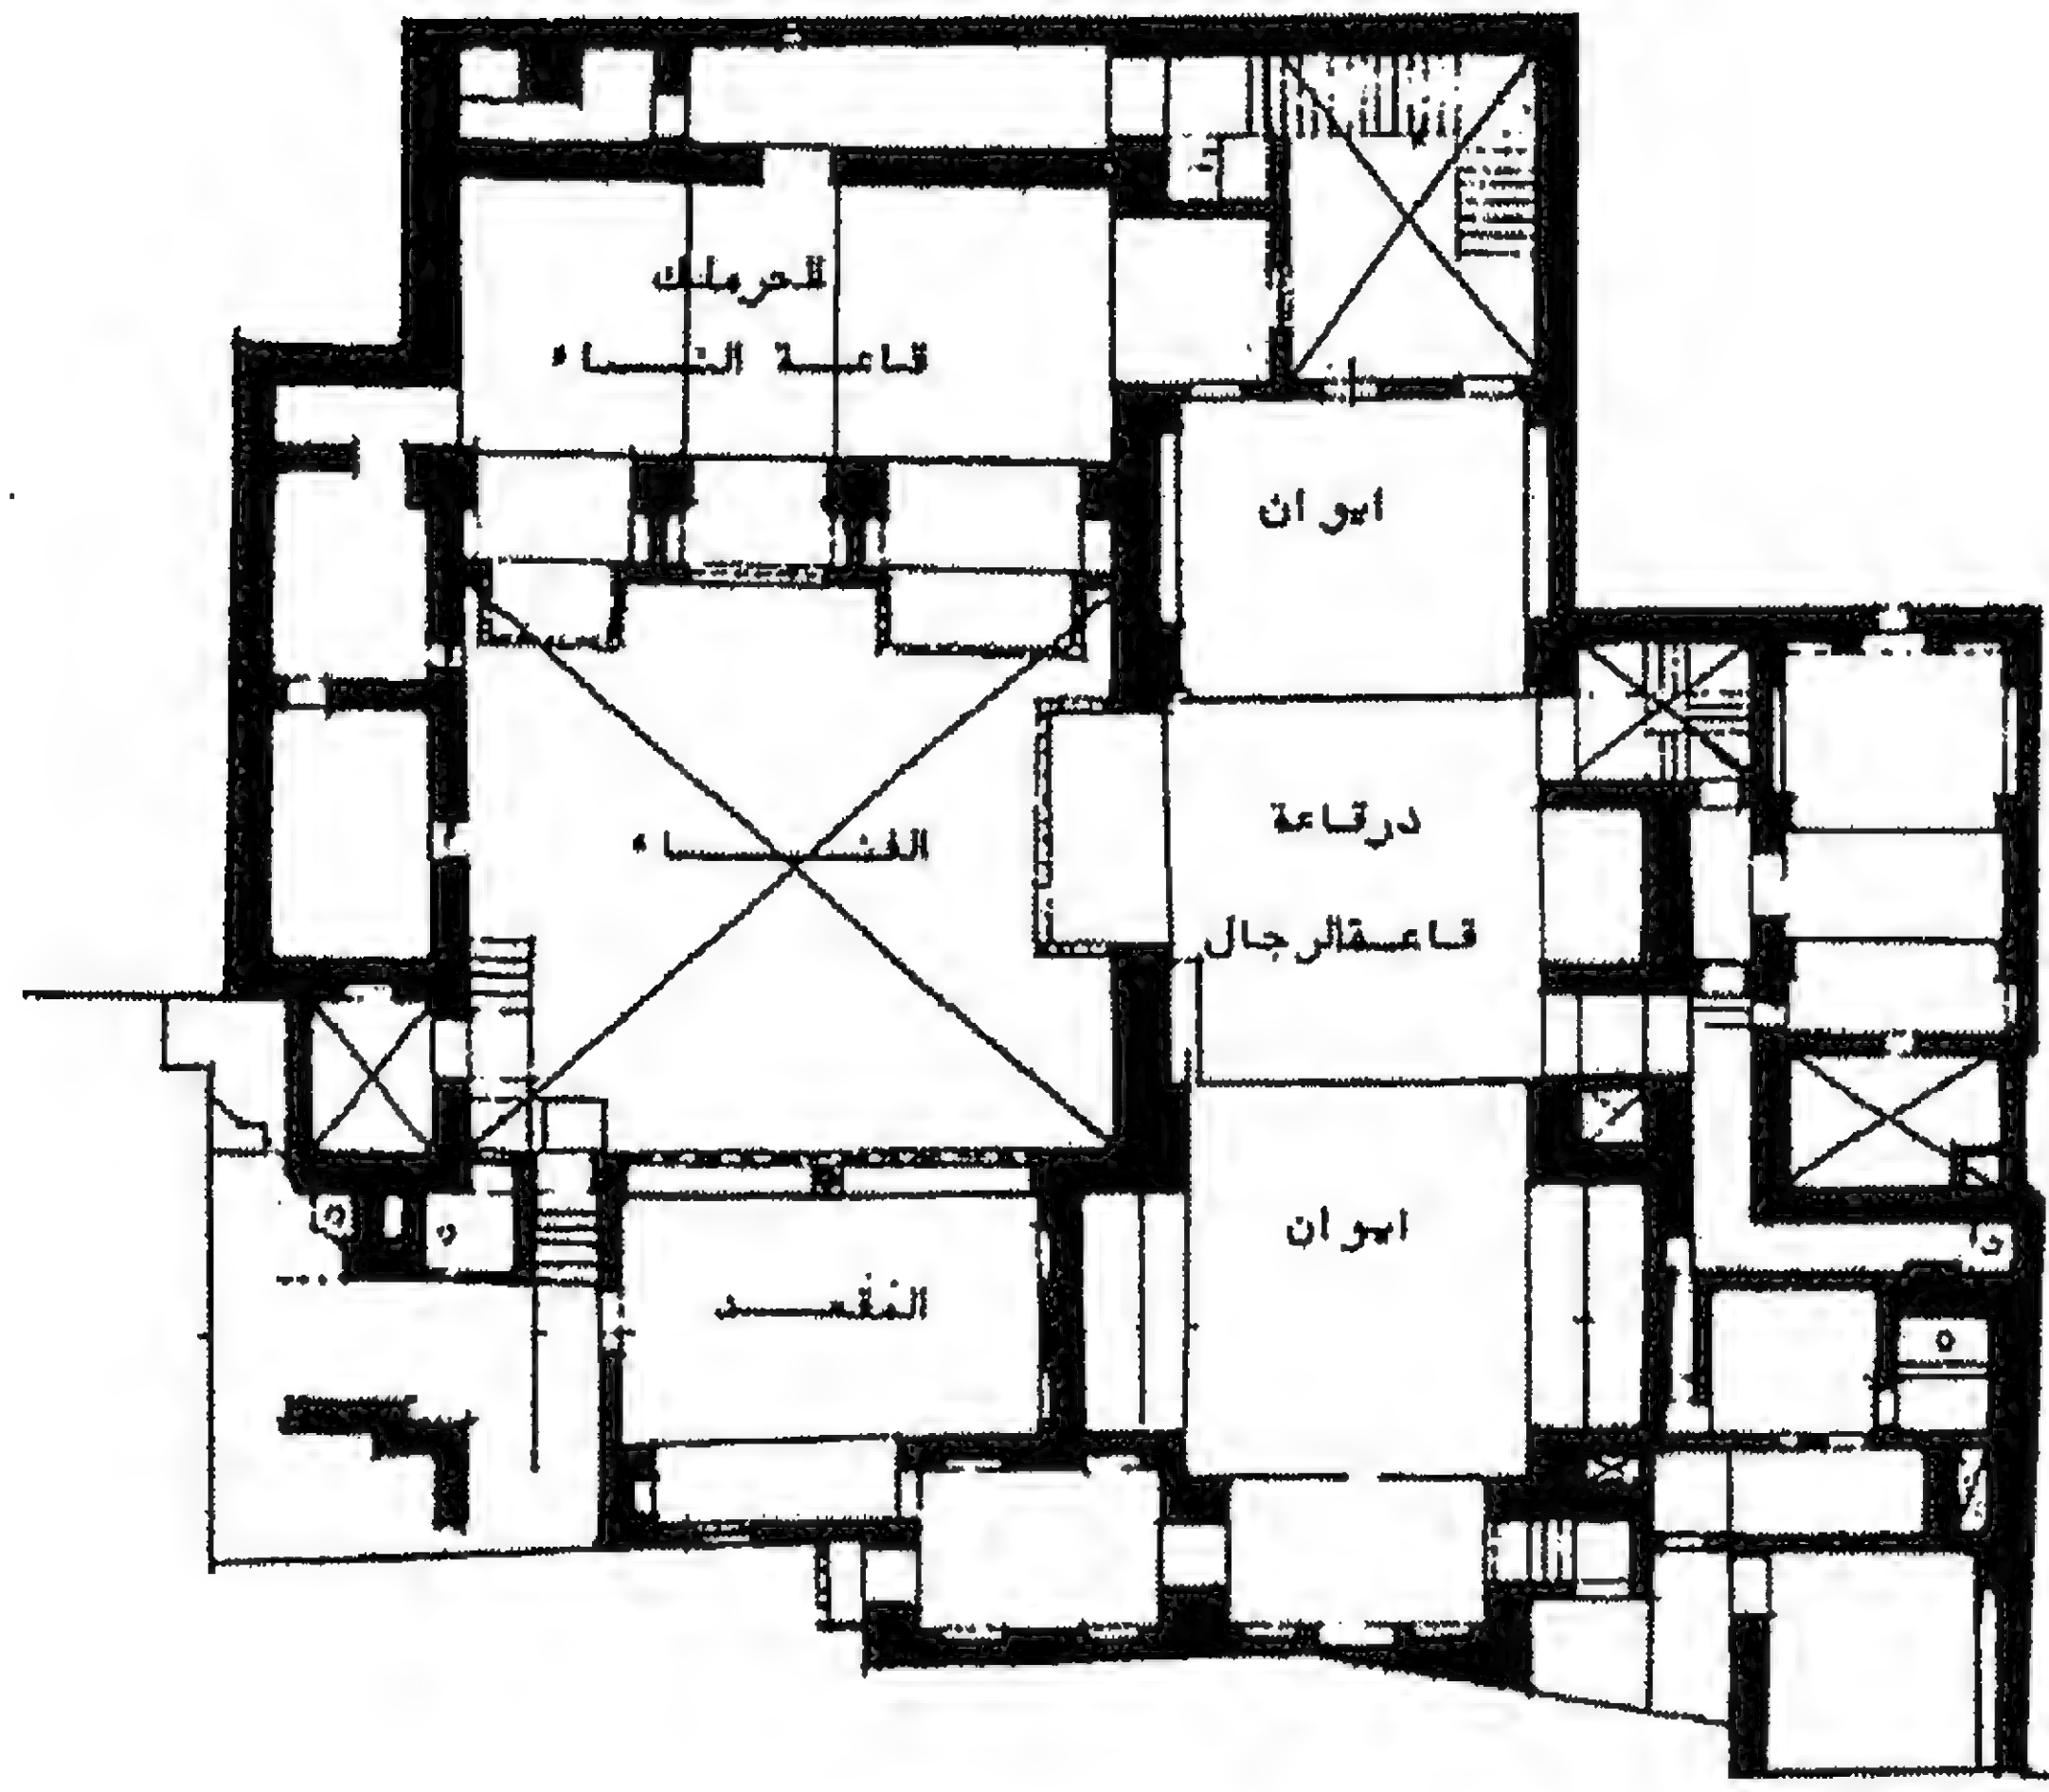 الحرملك
قاعة النساء
ايوان
درقاعة
قاعة الرجال
الفناء
ايوان
المقعد